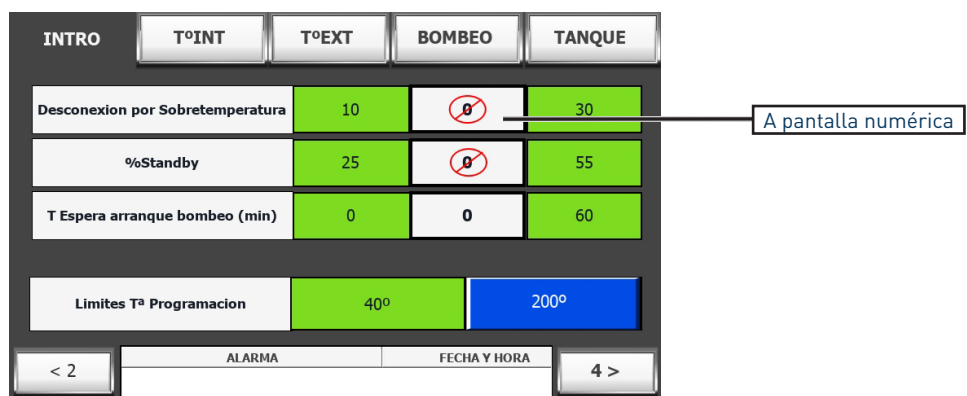 INTRO TºINT TºEXT BOMBEO TANQUE
Desconexion por Sobretemperatura 10 0 30
A pantalla numérica
%Standby 25 0 55
T Espera arranque bombeo (min) 0 0 60
Limites Tª Programacion 40º 200º
ALARMA FECHA Y HORA
< 2 4 >